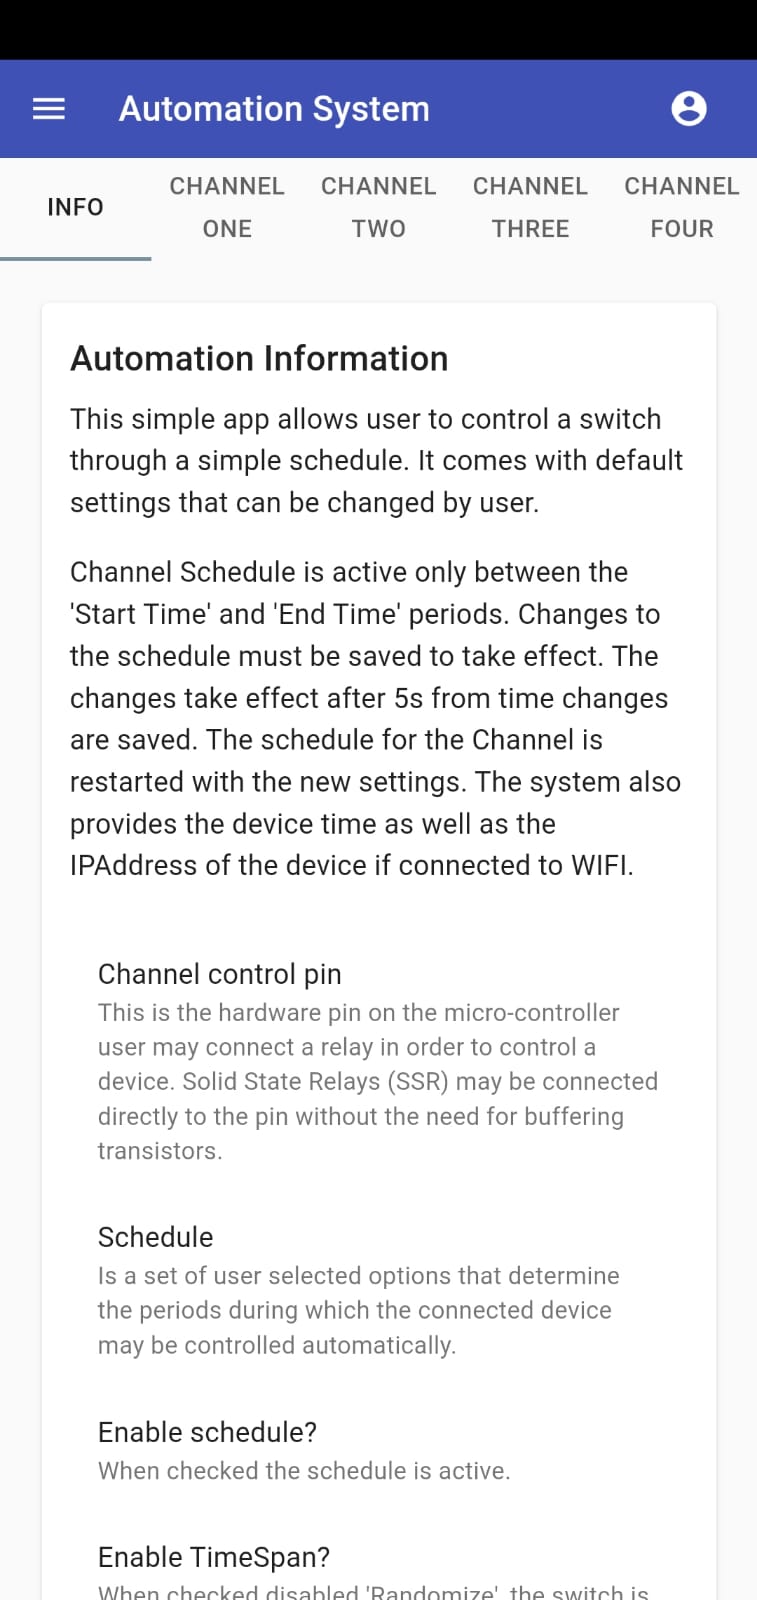 Automation System
INFO
CHANNEL ONE
CHANNEL TWO
CHANNEL THREE
CHANNEL FOUR
Automation Information
This simple app allows user to control a switch
through a simple schedule. It comes with default
settings that can be changed by user.
Channel Schedule is active only between the
'Start Time' and 'End Time' periods. Changes to
the schedule must be saved to take effect. The
changes take effect after 5s from time changes
are saved. The schedule for the Channel is
restarted with the new settings. The system also
provides the device time as well as the
IPAddress of the device if connected to WIFI.
Channel control pin
This is the hardware pin on the micro-controller
user may connect a relay in order to control a
device. Solid State Relays (SSR) may be connected
directly to the pin without the need for buffering
transistors.
Schedule
Is a set of user selected options that determine
the periods during which the connected device
may be controlled automatically.
Enable schedule?
When checked the schedule is active.
Enable TimeSpan?
When checked disabled 'Randomize', the switch is